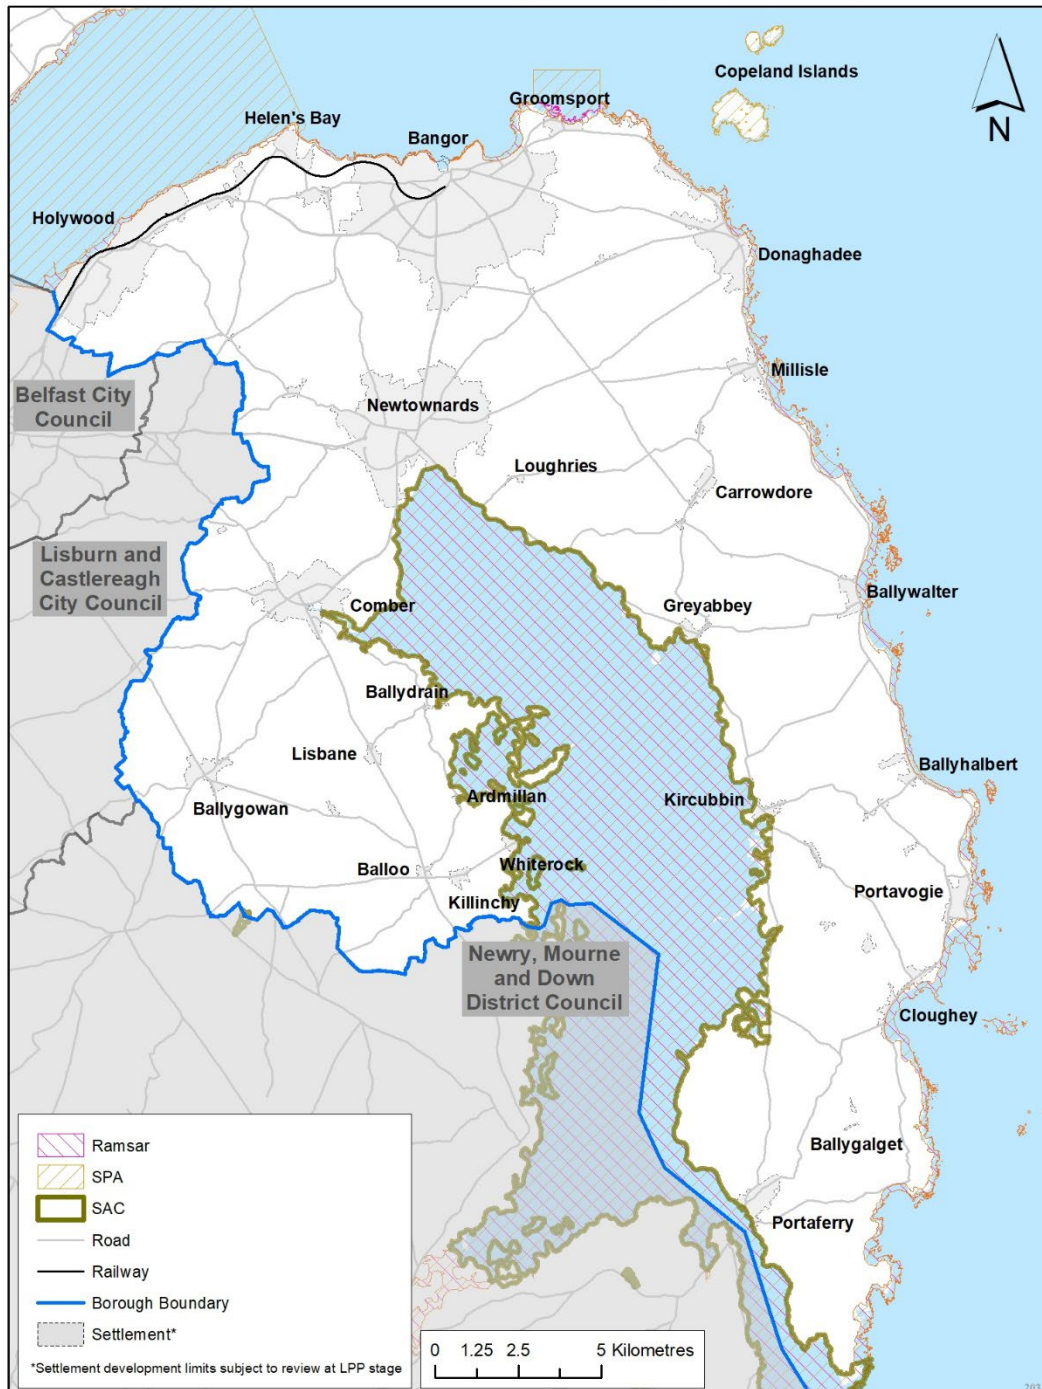 Copeland Islands
Groomsport
Helen's Bay
Bangor
N
Holywood
Donaghadee
Millisle
Belfast City
Council
Newtownards
Loughries
Carrowdore
Lisburn and
Castlereagh
City Council
Comber
Greyabbey
Ballywalter
Ballydrain
Lisbane
Ballyhalbert
Ardmillan
Kircubbin
Ballygowan
Balloo
Whiterock
Killinchy
Portavogie
Newry, Mourne
and Down
District Council
Cloughey
Ballygalget
Portaferry
Ramsar
SPA
SAC
Road
Railway
Borough Boundary
Settlement*
*Settlement development limits subject to review at LPP stage
0 1.25 2.5 5 Kilometres